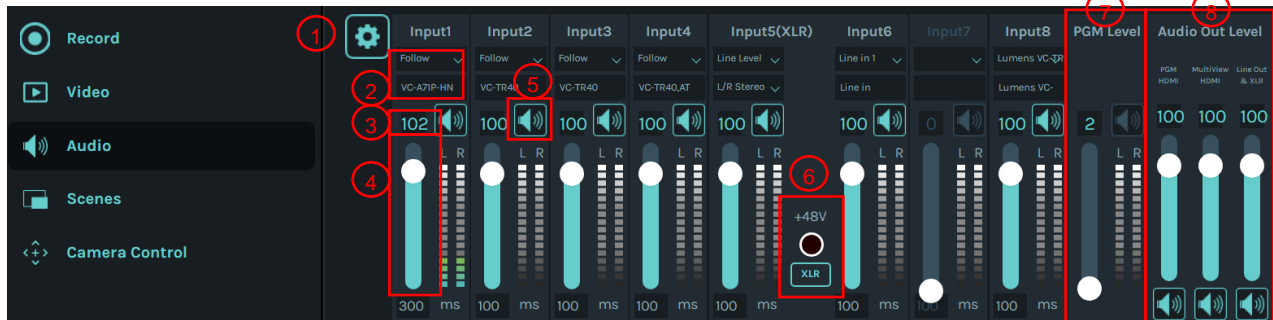 Record
Video
Audio
Scenes
Camera Control
1
2
3
4
5
6
7
8
Input1 Input2 Input3 Input4 Input5(XLR) Input6 Input7 Input8 PGM Level Audio Out Level
Follow Follow Follow Follow Line Level Line in 1 Lumens VC-TR
VC-A71P-HN VC-TR40 VC-TR40 VC-TR40,AT L/R Stereo Line in Lumens VC-
PGM HDMI MultiView HDMI Line Out & XLR
102 100 100 100 100 100 0 100 2 100 100 100
L R L R L R L R L R L R L R L R L R
+48V
XLR
300 ms 100 ms 100 ms 100 ms 100 ms 100 ms 100 ms 100 ms